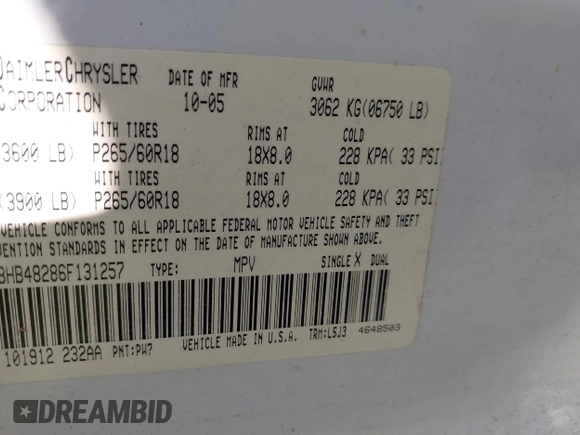 DAIMLERCHRYSLER CORPORATION DATE OF MFR 10-05 GVWR 3062 KG(06750 LB)
WITH TIRES RIMS AT COLD
3600 LB) P265/60R18 18X8.0 228 KPA( 33 PSI)
WITH TIRES RIMS AT COLD
(3900 LB) P265/60R18 18X8.0 228 KPA( 33 PSI)
VEHICLE CONFORMS TO ALL APPLICABLE FEDERAL MOTOR VEHICLE SAFETY AND THEFT
VENTION STANDARDS IN EFFECT ON THE DATE OF MANUFACTURE SHOWN ABOVE.
8HB48286F131257 TYPE: MPV SINGLE X DUAL
101912 232AA PNT:PW7 VEHICLE MADE IN U.S.A. TRM:L5J3 4648503
DREAMBID